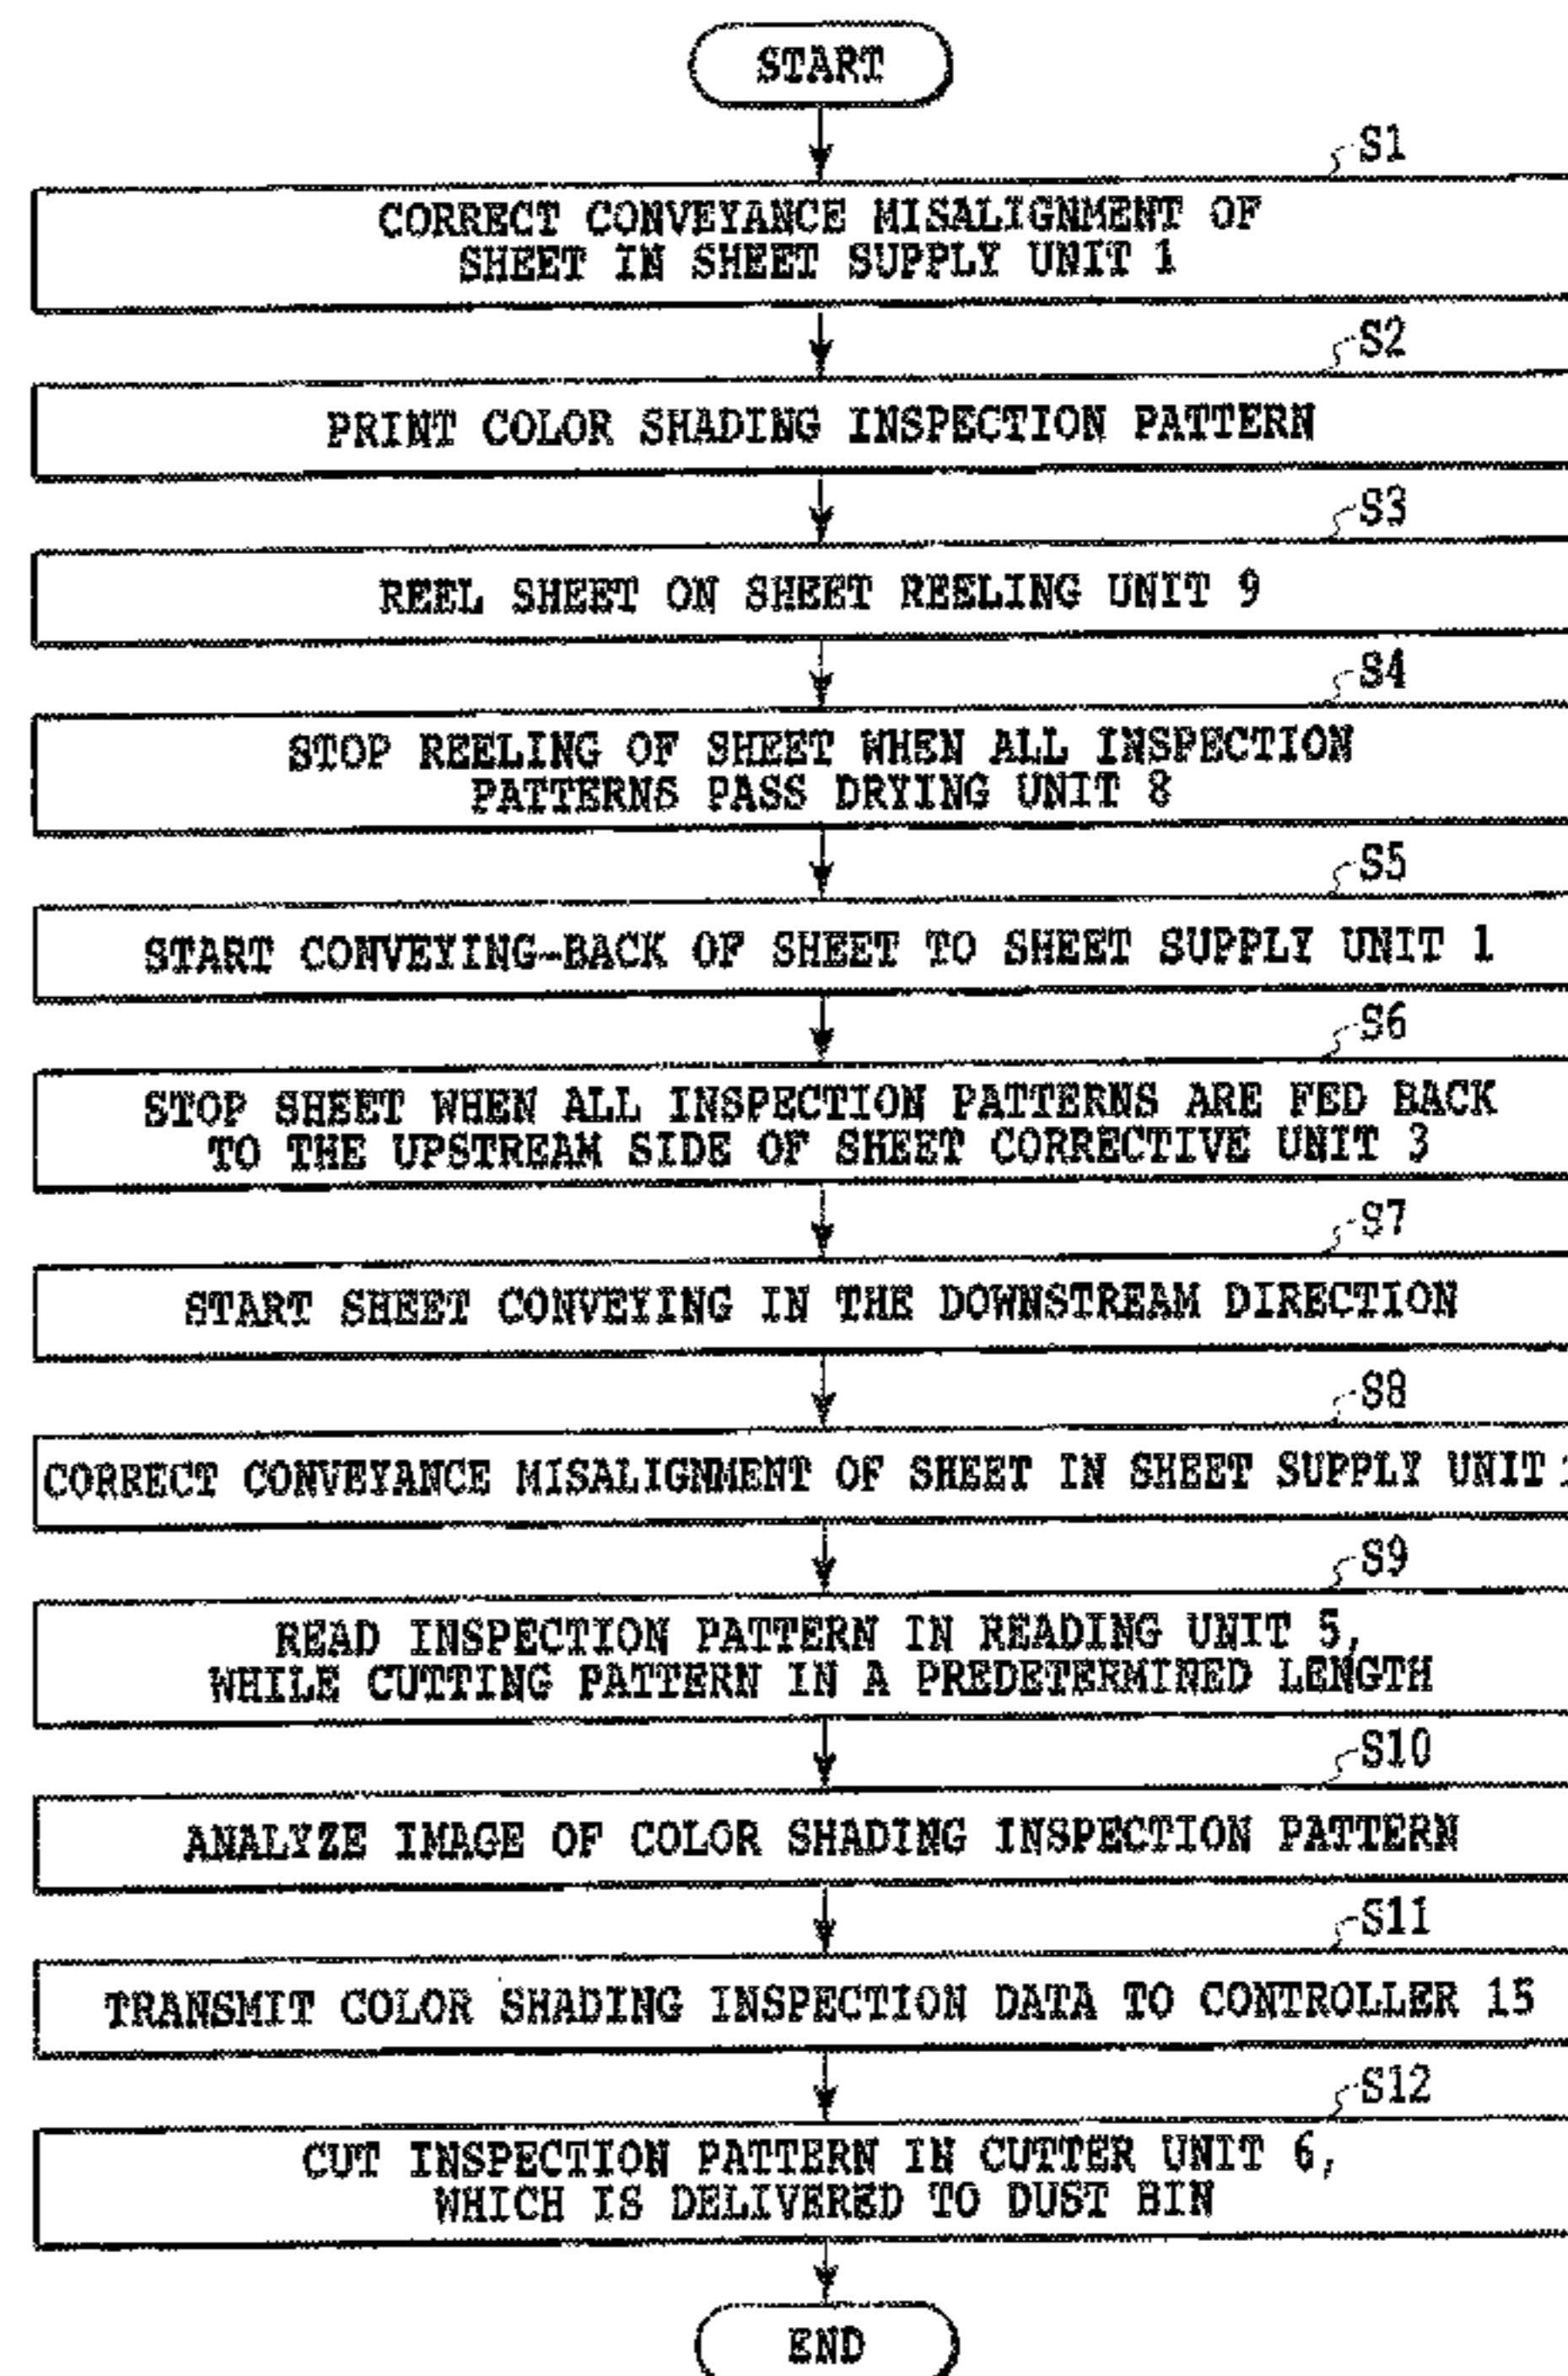 START
S1
CORRECT CONVEYANCE MISALIGNMENT OF
SHEET IN SHEET SUPPLY UNIT 1
S2
PRINT COLOR SHADING INSPECTION PATTERN
S3
REEL SHEET ON SHEET REELING UNIT 9
S4
STOP REELING OF SHEET WHEN ALL INSPECTION
PATTERNS PASS DRYING UNIT 8
S5
START CONVEYING-BACK OF SHEET TO SHEET SUPPLY UNIT 1
S6
STOP SHEET WHEN ALL INSPECTION PATTERNS ARE FED BACK
TO THE UPSTREAM SIDE OF SHEET CORRECTIVE UNIT 3
S7
START SHEET CONVEYING IN THE DOWNSTREAM DIRECTION
S8
CORRECT CONVEYANCE MISALIGNMENT OF SHEET IN SHEET SUPPLY UNIT
S9
READ INSPECTION PATTERN IN READING UNIT 5,
WHILE CUTTING PATTERN IN A PREDETERMINED LENGTH
S10
ANALYZE IMAGE OF COLOR SHADING INSPECTION PATTERN
S11
TRANSMIT COLOR SHADING INSPECTION DATA TO CONTROLLER 15
S12
CUT INSPECTION PATTERN IN CUTTER UNIT 6,
WHICH IS DELIVERED TO DUST BIN
END